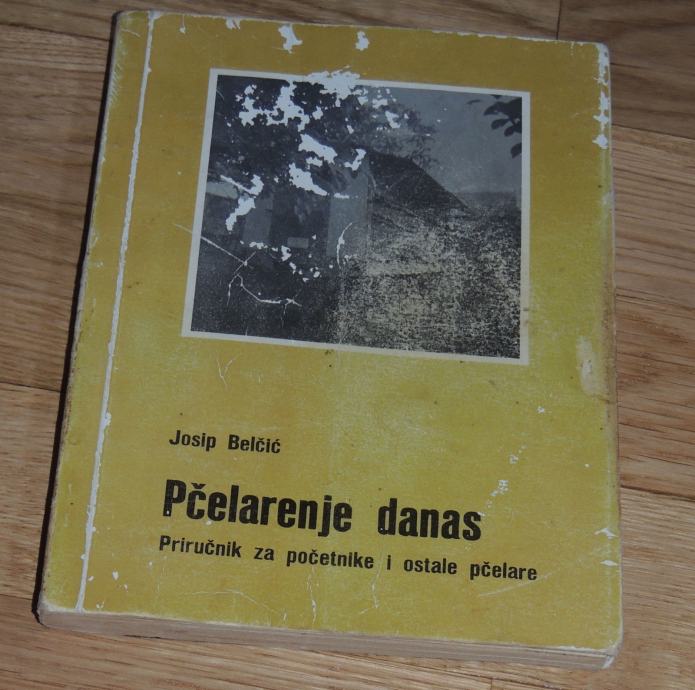 Josip Belčić
Pčelarenje danas
Priručnik za početnike i ostale pčelare